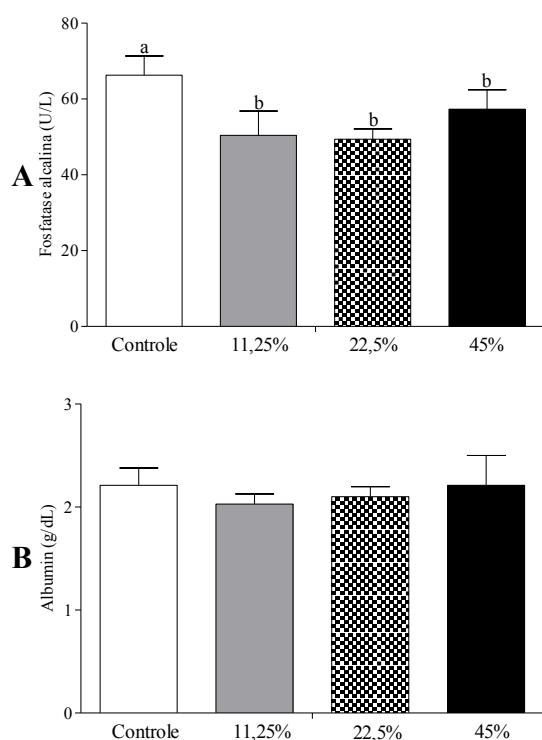 80
a
b
b
b
60
40
20
0
Fosfatase alcalina (U/L)
A
Controle 11,25% 22,5% 45%
3
2
1
0
Albumin (g/dL)
B
Controle 11,25% 22,5% 45%